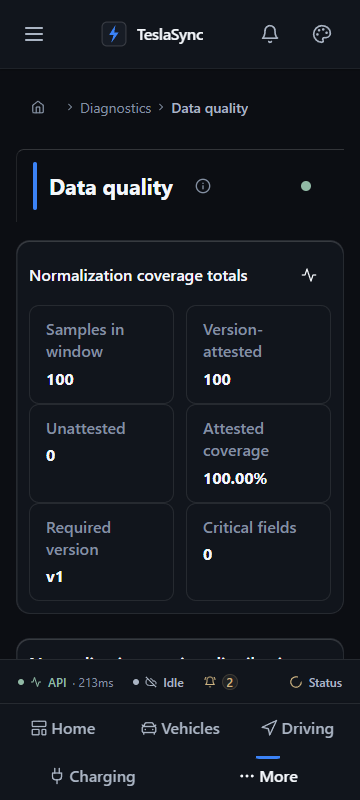 TeslaSync
Diagnostics
Data quality
Data quality
Normalization coverage totals
Samples in
window
100
Version-
attested
100
Unattested
0
Attested
coverage
100.00%
Required
version
v1
Critical fields
0
API · 213ms
Idle
2
Status
Home
Vehicles
Driving
Charging
More